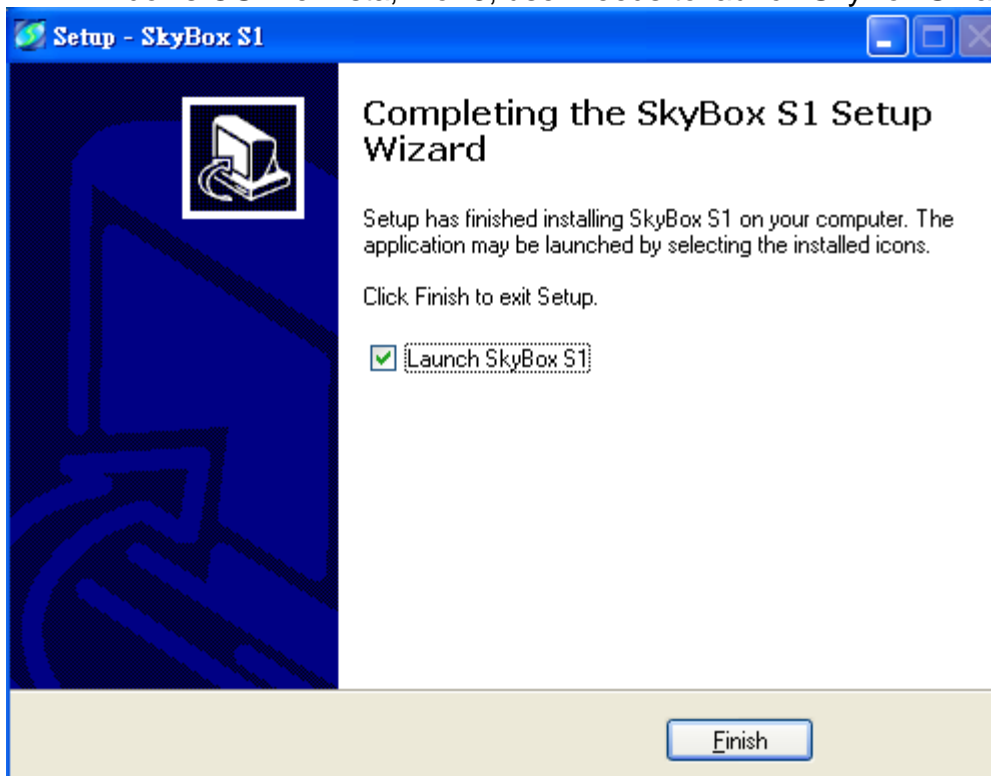 Setup - SkyBox S1
Completing the SkyBox S1 Setup
Wizard
Setup has finished installing SkyBox S1 on your computer. The
application may be launched by selecting the installed icons.
Click Finish to exit Setup.
Launch SkyBox S1
Finish